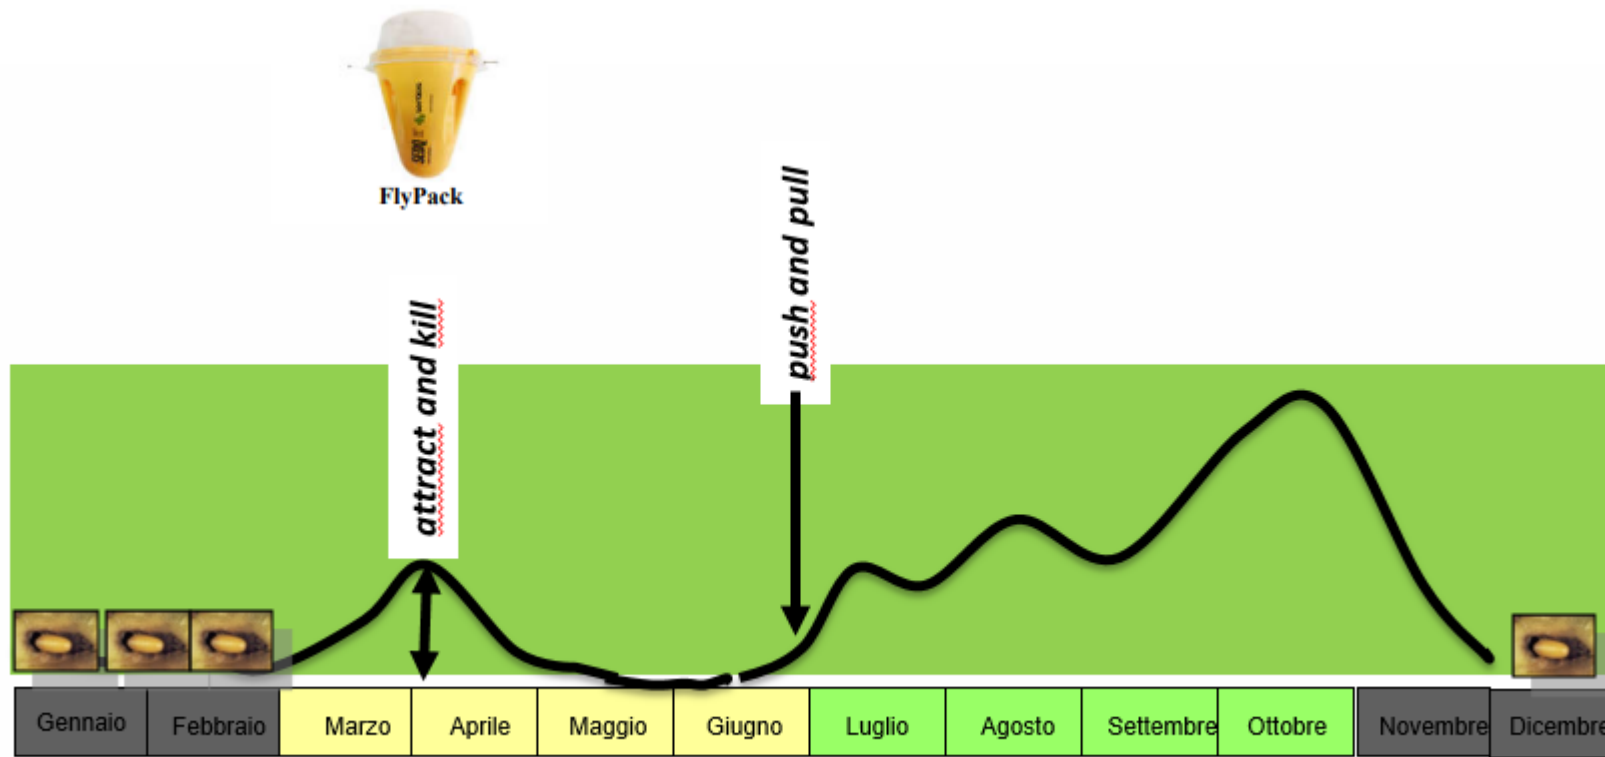 SEDQ
FlyPack
attract and kill
push and pull
Gennaio
Febbraio
Marzo
Aprile
Maggio
Giugno
Luglio
Agosto
Settembre
Ottobre
Novembre
Dicembre